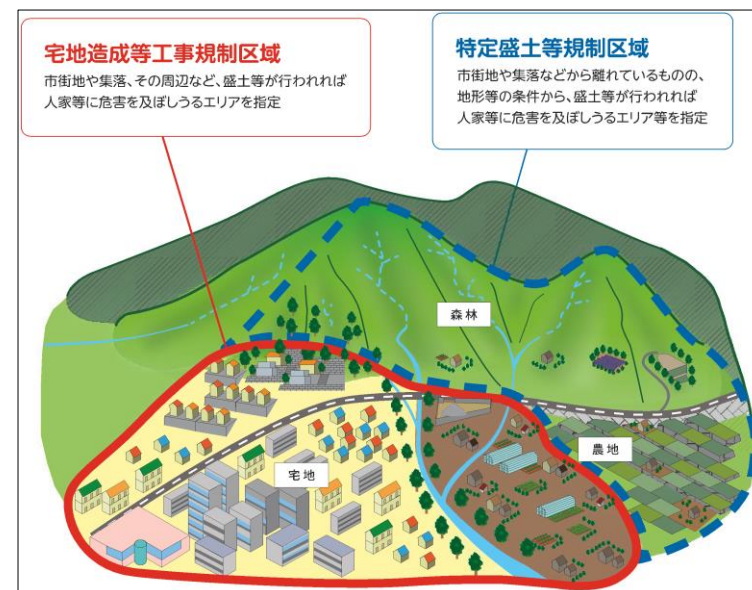 宅地造成等工事規制区域
市街地や集落、その周辺など、盛土等が行われれば
人家等に危害を及ぼしうるエリアを指定
特定盛土等規制区域
市街地や集落などから離れているものの、
地形等の条件から、盛土等が行われれば
人家等に危害を及ぼしうるエリア等を指定
森林
農地
宅地